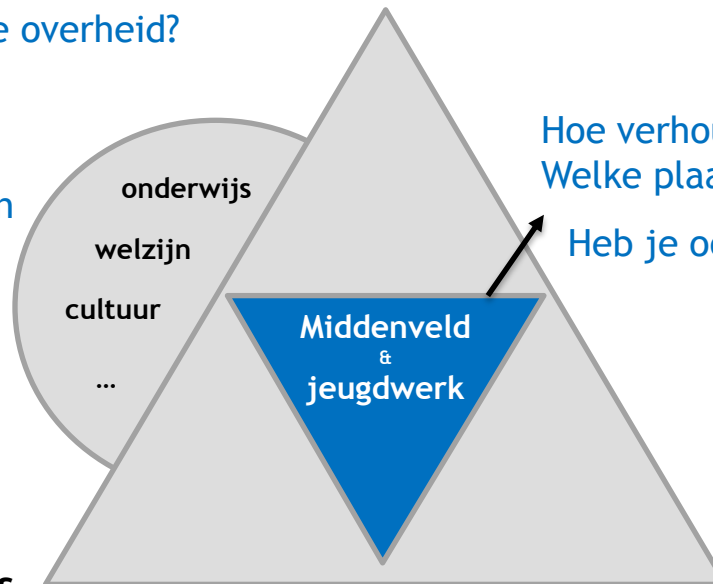 e overheid?
Hoe verhou
Welke plaa
Heb je oo
onderwijs
n
welzijn
cultuur
...
Middenveld
&
jeugdwerk